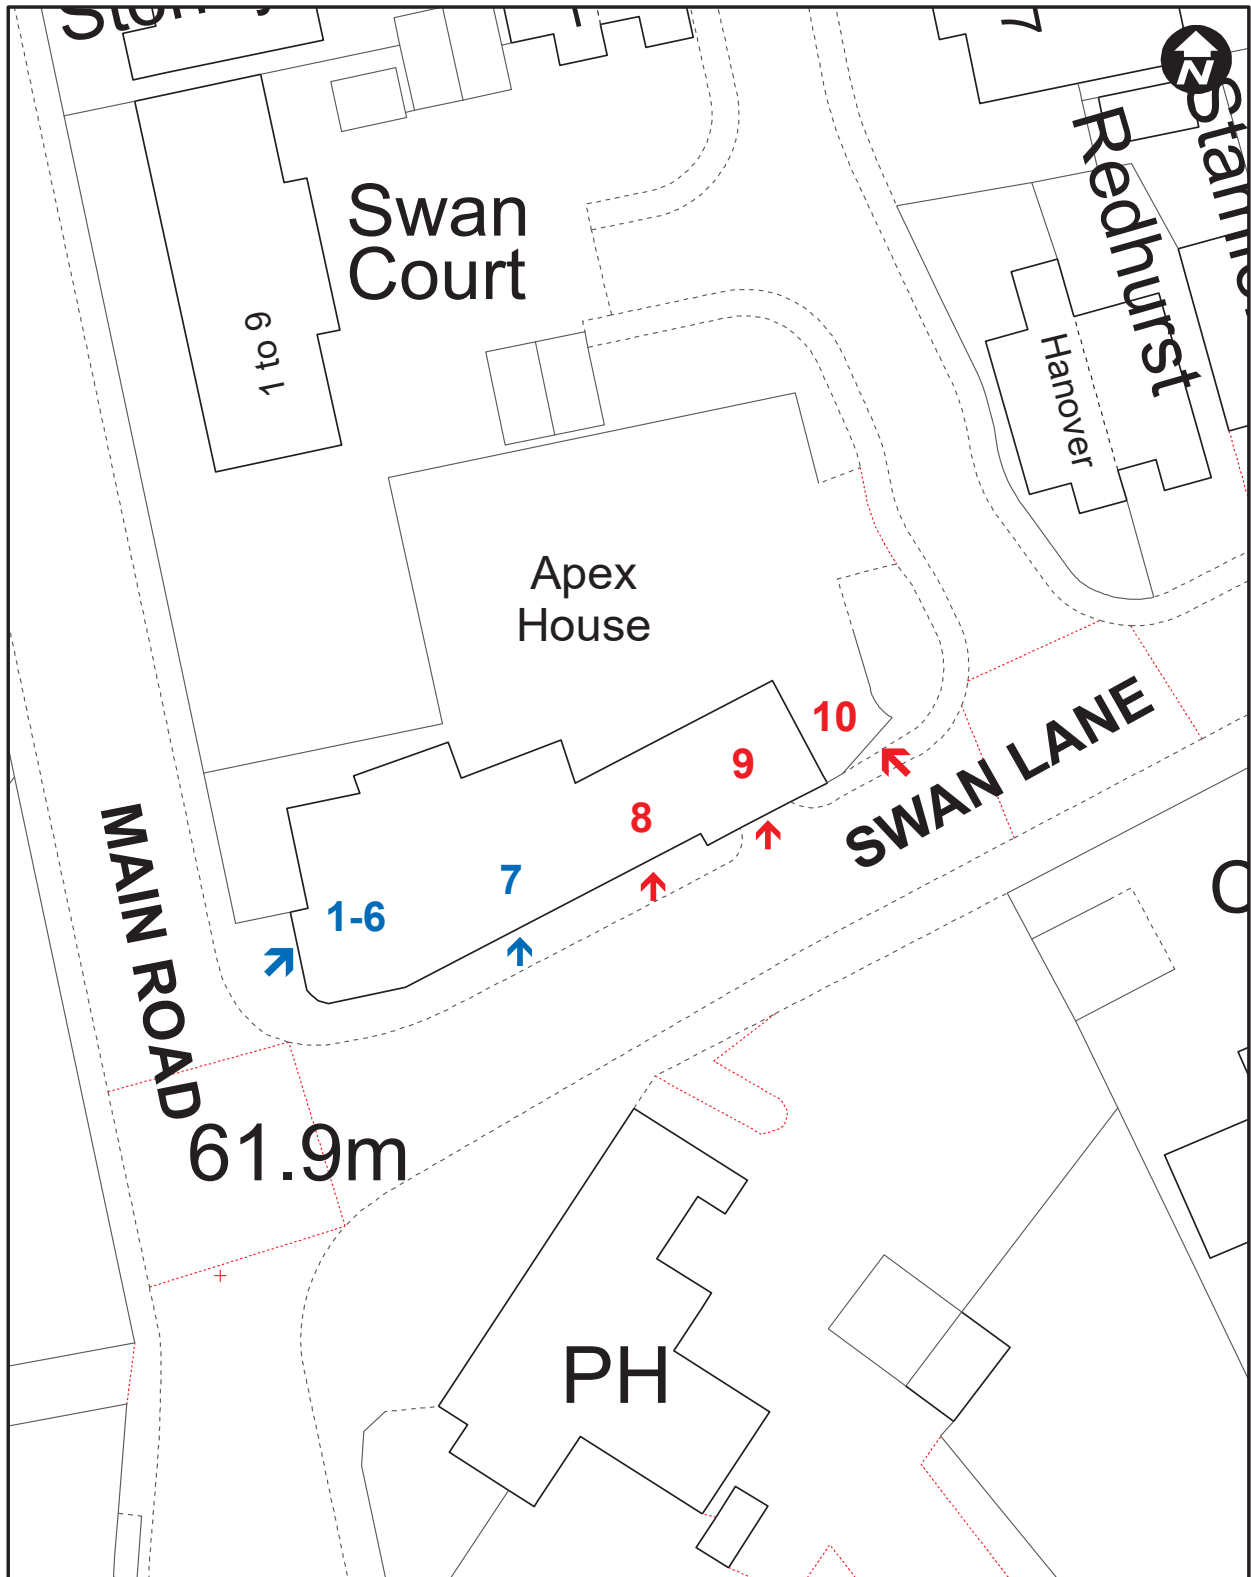 7
N
Redhurst
Swan
Court
1 to 9
Hanover
Apex
House
10
9
8
7
1-6
SWAN LANE
MAIN ROAD
61.9m
PH